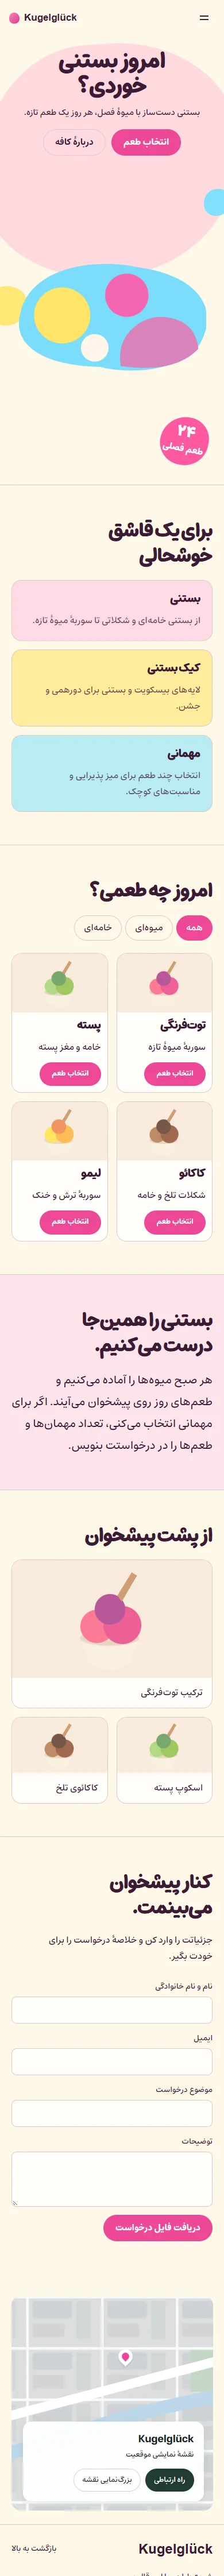 Kugelglück
امروز بستنی
خوردی؟
بستنی دست‌ساز با میوهٔ فصل، هر روز یک طعم تازه.
انتخاب طعم
دربارهٔ کافه
۲۴
طعم فصلی
برای یک قاشق
خوشحالی
بستنی
از بستنی خامه‌ای و شکلاتی تا سوربهٔ میوهٔ تازه.
کیک بستنی
لایه‌های بیسکویت و بستنی برای دورهمی و
جشن.
مهمانی
انتخاب چند طعم برای میز پذیرایی و
مناسبت‌های کوچک.
امروز چه طعمی؟
همه
میوه‌ای
خامه‌ای
توت‌فرنگی
سوربهٔ میوهٔ تازه
انتخاب طعم
پسته
خامه و مغز پسته
انتخاب طعم
کاکائو
شکلات تلخ و خامه
انتخاب طعم
لیمو
سوربهٔ ترش و خنک
انتخاب طعم
بستنی را همین‌جا
درست می‌کنیم.
هر صبح میوه‌ها را آماده می‌کنیم و
طعم‌های روز روی پیشخوان می‌آیند. اگر برای
مهمانی انتخاب می‌کنی، تعداد مهمان‌ها و
طعم‌ها را در درخواستت بنویس.
از پشت پیشخوان
ترکیب توت‌فرنگی
اسکوپ پسته
کاکائوی تلخ
کنار پیشخوان
می‌بینمت.
جزئیاتت را وارد کن و خلاصهٔ درخواست را برای
خودت بگیر.
نام و نام خانوادگی
ایمیل
موضوع درخواست
توضیحات
دریافت فایل درخواست
Kugelglück
نقشهٔ نمایشی موقعیت
راه ارتباطی
بزرگ‌نمایی نقشه
Kugelglück
بازگشت به بالا